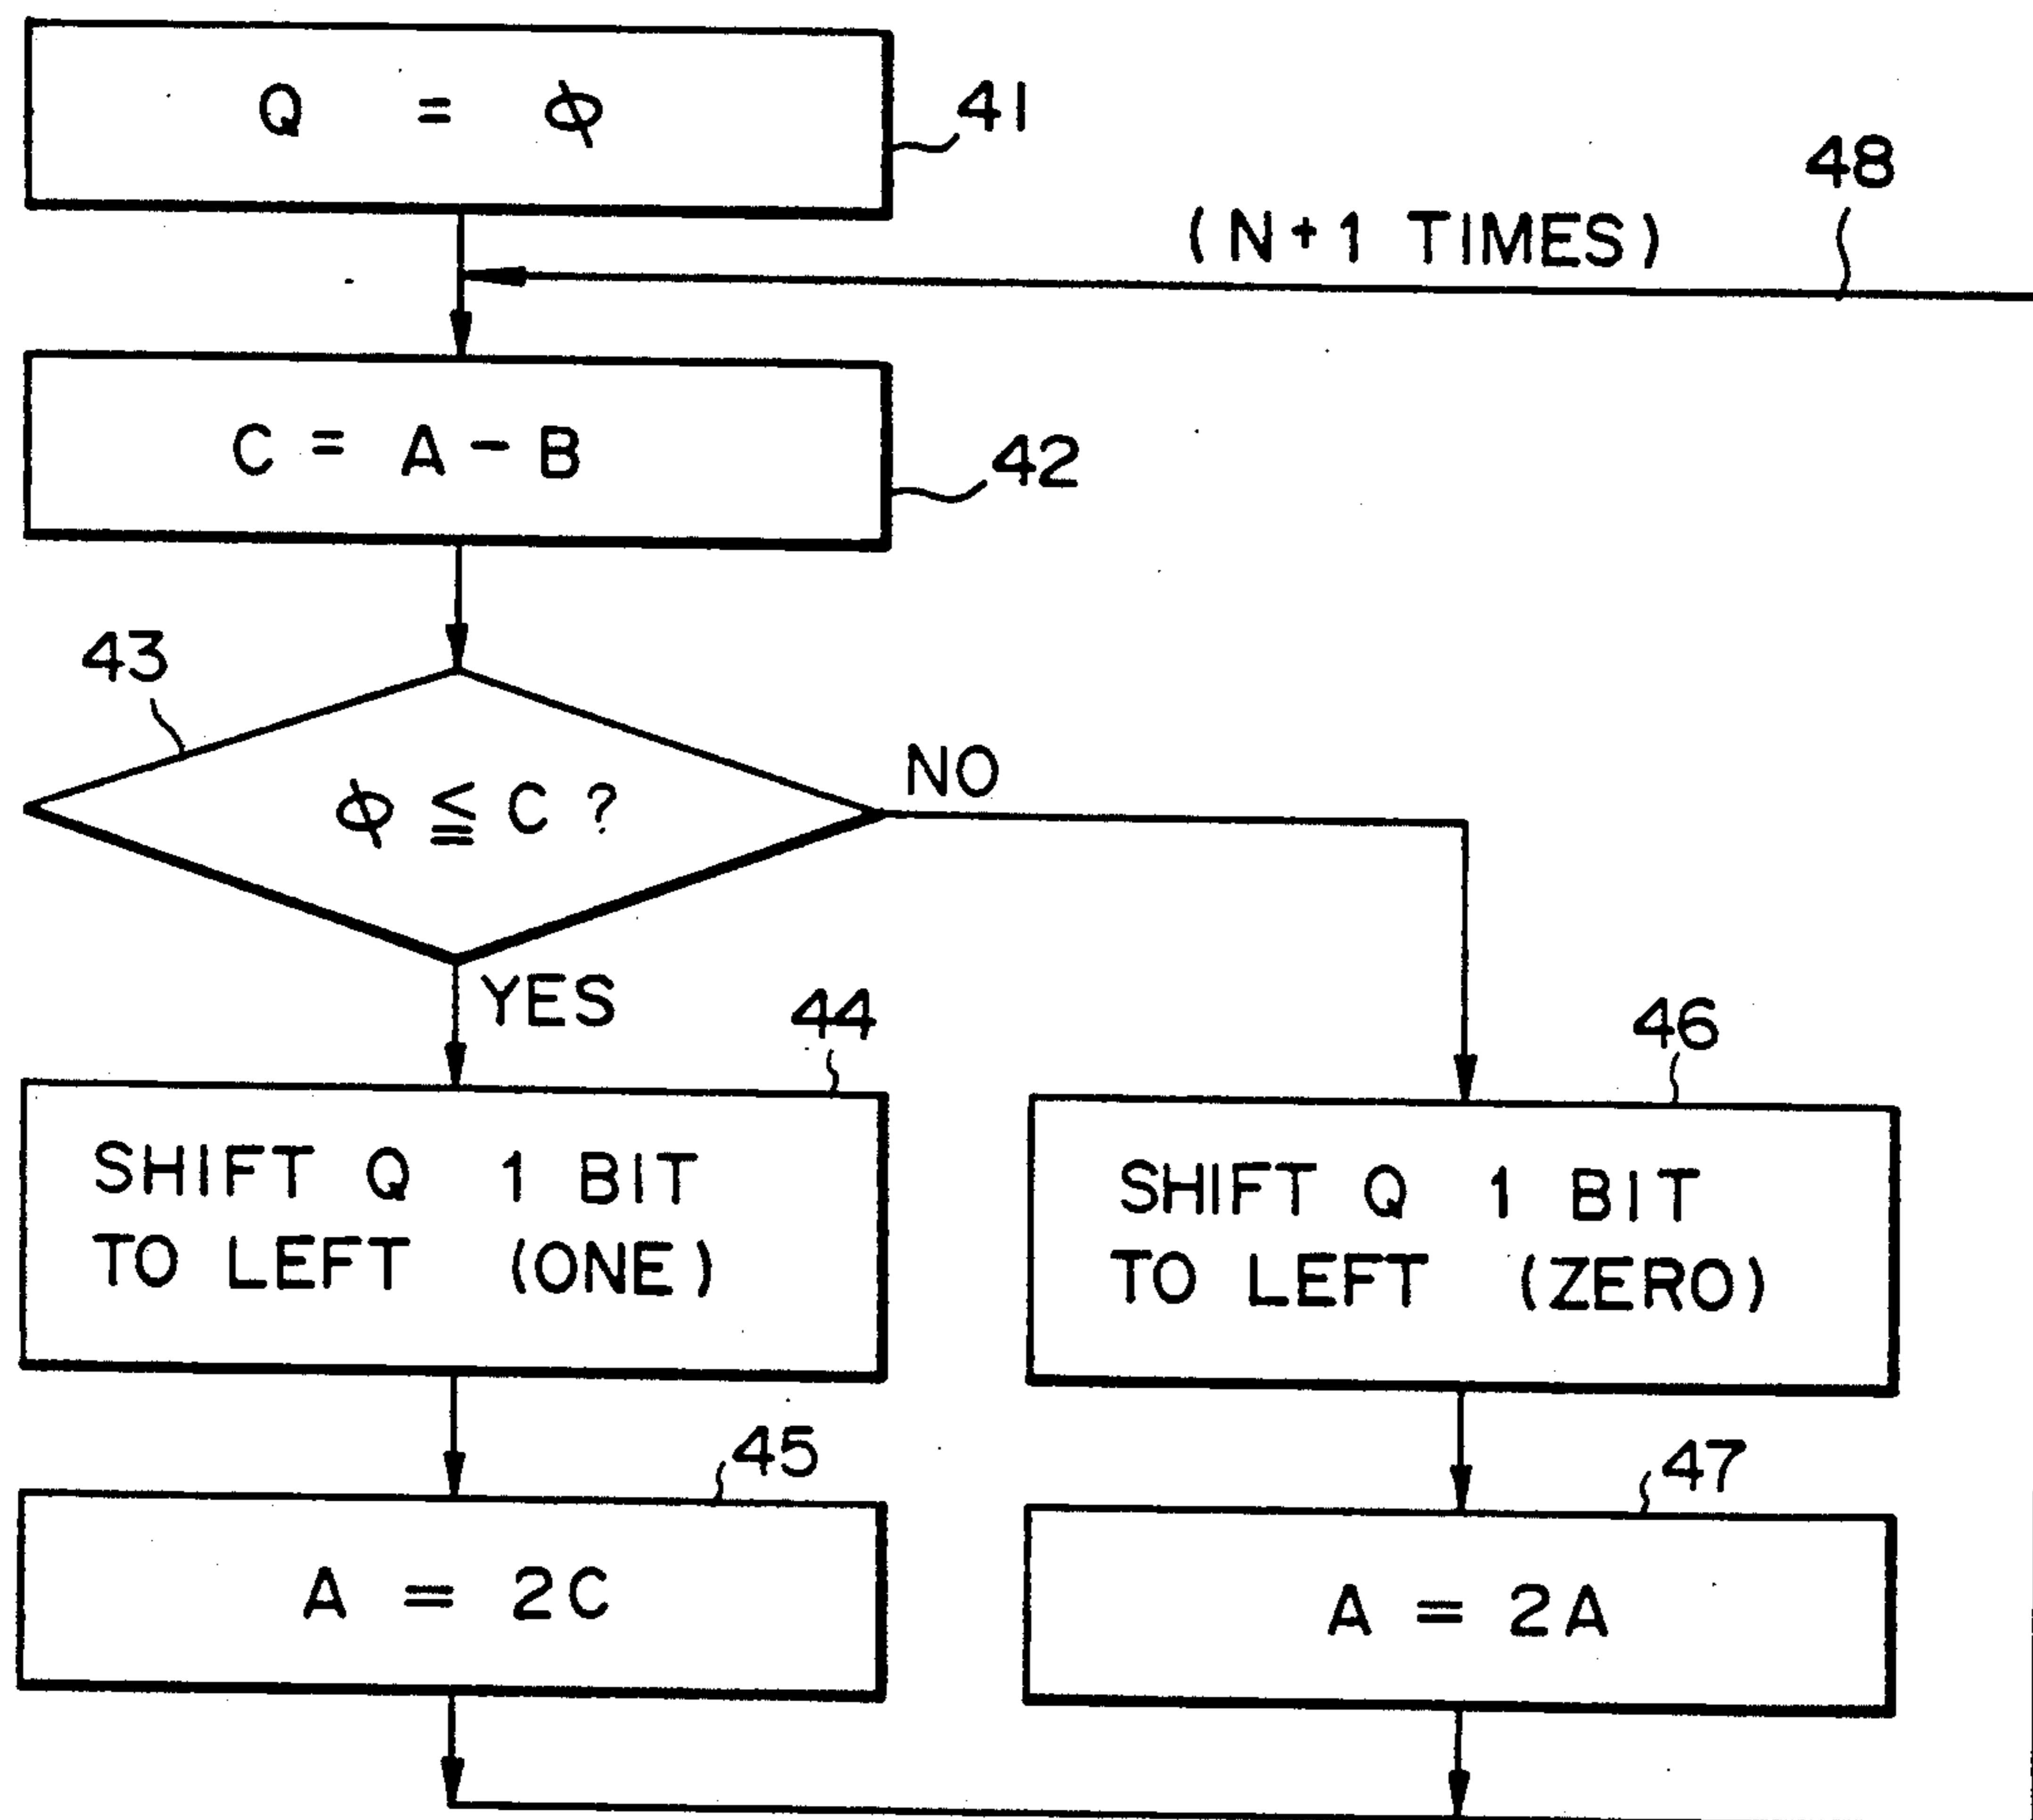 Q = Φ
41
48
(N+1 TIMES)
C = A - B
42
43
Φ ≦ C ?
NO
YES
44
46
SHIFT Q 1 BIT
TO LEFT (ONE)
SHIFT Q 1 BIT
TO LEFT (ZERO)
45
47
A = 2C
A = 2A